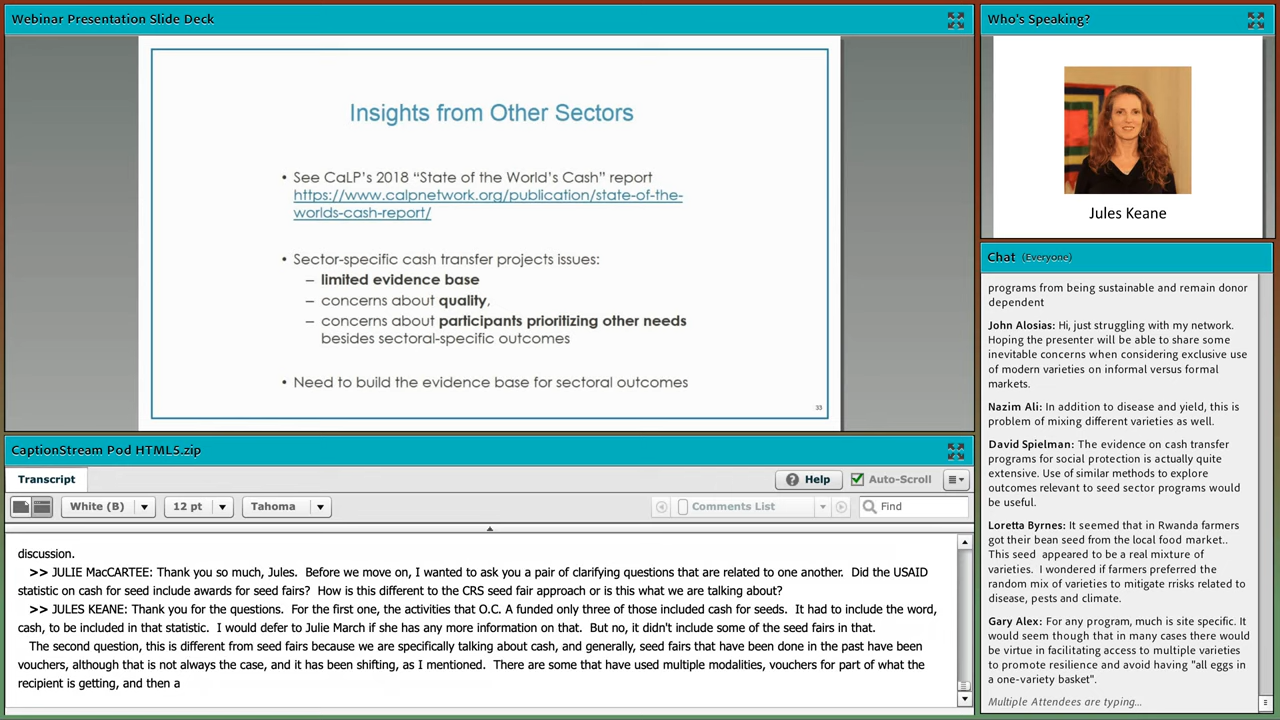 Webinar Presentation Slide Deck
Insights from Other Sectors
• See CaLP's 2018 “State of the World's Cash” report
https://www.calpnetwork.org/publication/state-of-the-
worlds-cash-report/
• Sector-specific cash transfer projects issues:
– limited evidence base
– concerns about quality,
– concerns about participants prioritizing other needs
besides sectoral-specific outcomes
• Need to build the evidence base for sectoral outcomes
33
Who's Speaking?
Jules Keane
CaptionStream Pod HTML5.zip
Transcript
Help
Auto-Scroll
White (B)
12 pt
Tahoma
Comments List
Find
discussion.
>> JULIE MacCARTEE: Thank you so much, Jules. Before we move on, I wanted to ask you a pair of clarifying questions that are related to one another. Did the USAID
statistic on cash for seed include awards for seed fairs? How is this different to the CRS seed fair approach or is this what we are talking about?
>> JULES KEANE: Thank you for the questions. For the first one, the activities that O.C. A funded only three of those included cash for seeds. It had to include the word,
cash, to be included in that statistic. I would defer to Julie March if she has any more information on that. But no, it didn't include some of the seed fairs in that.
The second question, this is different from seed fairs because we are specifically talking about cash, and generally, seed fairs that have been done in the past have been
vouchers, although that is not always the case, and it has been shifting, as I mentioned. There are some that have used multiple modalities, vouchers for part of what the
recipient is getting, and then a
Chat (Everyone)
programs from being sustainable and remain donor
dependent
John Alosias: Hi, just struggling with my network.
Hoping the presenter will be able to share some
inevitable concerns when considering exclusive use
of modern varieties on informal versus formal
markets.
Nazim Ali: In addition to disease and yield, this is
problem of mixing different varieties as well.
David Spielman: The evidence on cash transfer
programs for social protection is actually quite
extensive. Use of similar methods to explore
outcomes relevant to seed sector programs would
be useful.
Loretta Byrnes: It seemed that in Rwanda farmers
got their bean seed from the local food market..
This seed appeared to be a real mixture of
varieties. I wondered if farmers preferred the
random mix of varieties to mitigate risks related to
disease, pests and climate.
Gary Alex: For any program, much is site specific. It
would seem though that in many cases there would
be virtue in facilitating access to multiple varieties
to promote resilience and avoid having "all eggs in
a one-variety basket".
Multiple Attendees are typing...